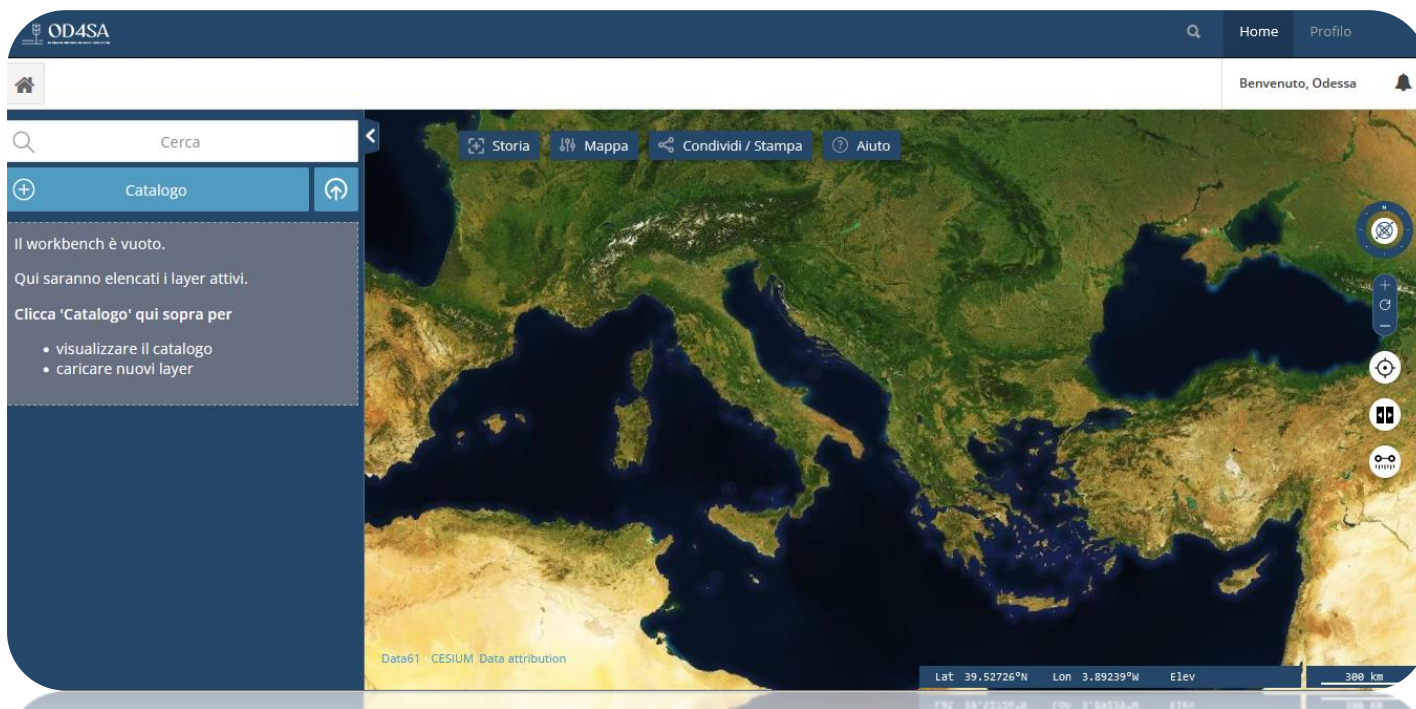 OD4SA
Home
Profilo
Benvenuto, Odessa
Cerca
Catalogo
Il workbench è vuoto.
Qui saranno elencati i layer attivi.
Clicca 'Catalogo' qui sopra per
• visualizzare il catalogo
• caricare nuovi layer
Storia
Mappa
Condividi / Stampa
Aiuto
N
Data61 CESIUM Data attribution
Lat 39.52726°N Lon 3.89239°W Elev
300 km